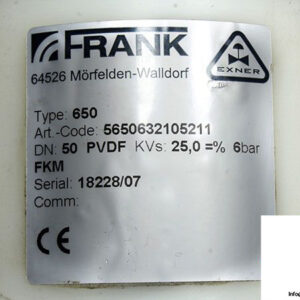 FRANK
EXNER
64526 Mörfelden-Walldorf
Type: 650
Art.-Code: 5650632105211
DN: 50 PVDF KVs: 25,0 =% 6bar
FKM
Serial: 18228/07
Comm.
CE